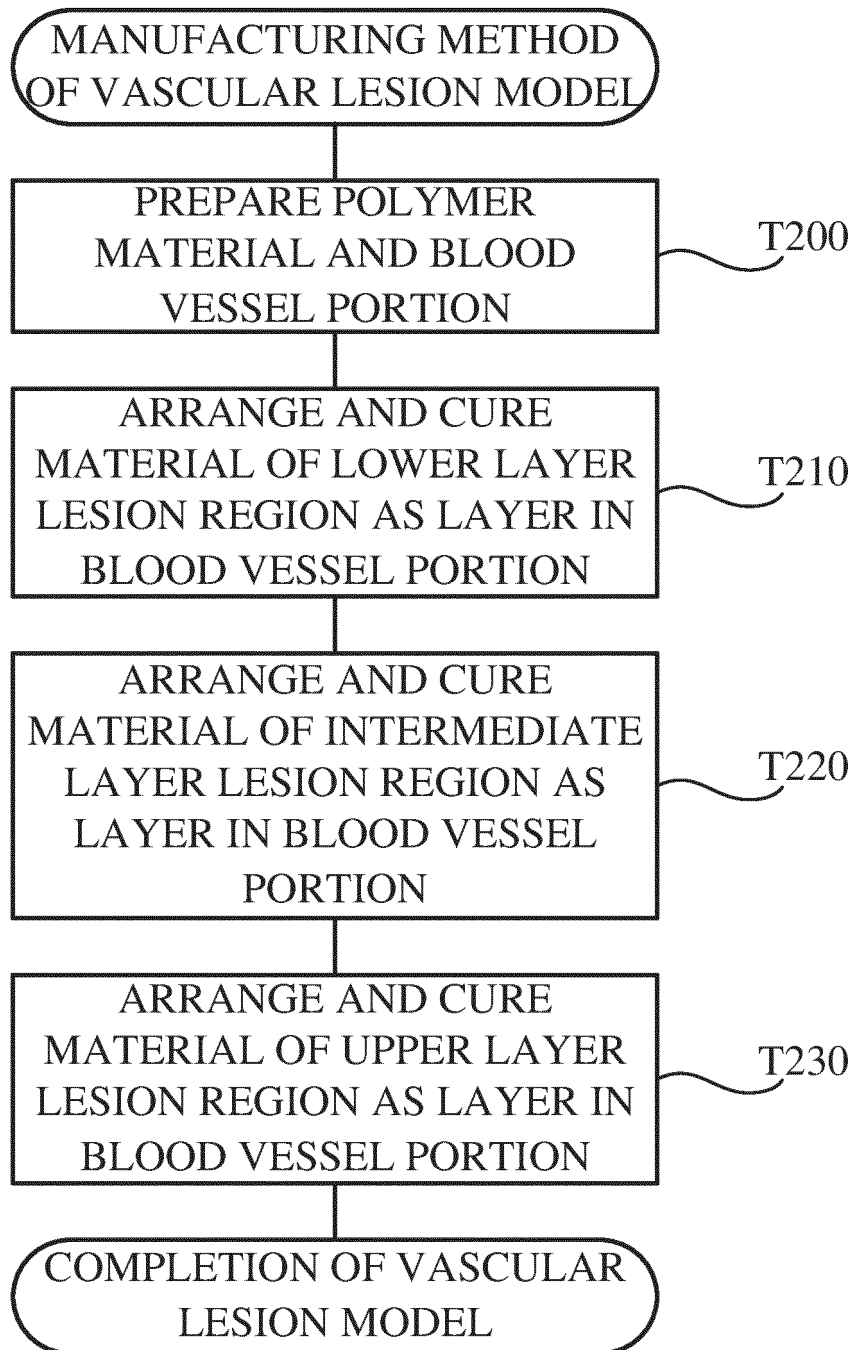 MANUFACTURING METHOD
OF VASCULAR LESION MODEL
PREPARE POLYMER
MATERIAL AND BLOOD
VESSEL PORTION
T200
ARRANGE AND CURE
MATERIAL OF LOWER LAYER
LESION REGION AS LAYER IN
BLOOD VESSEL PORTION
T210
ARRANGE AND CURE
MATERIAL OF INTERMEDIATE
LAYER LESION REGION AS
LAYER IN BLOOD VESSEL
PORTION
T220
ARRANGE AND CURE
MATERIAL OF UPPER LAYER
LESION REGION AS LAYER IN
BLOOD VESSEL PORTION
T230
COMPLETION OF VASCULAR
LESION MODEL